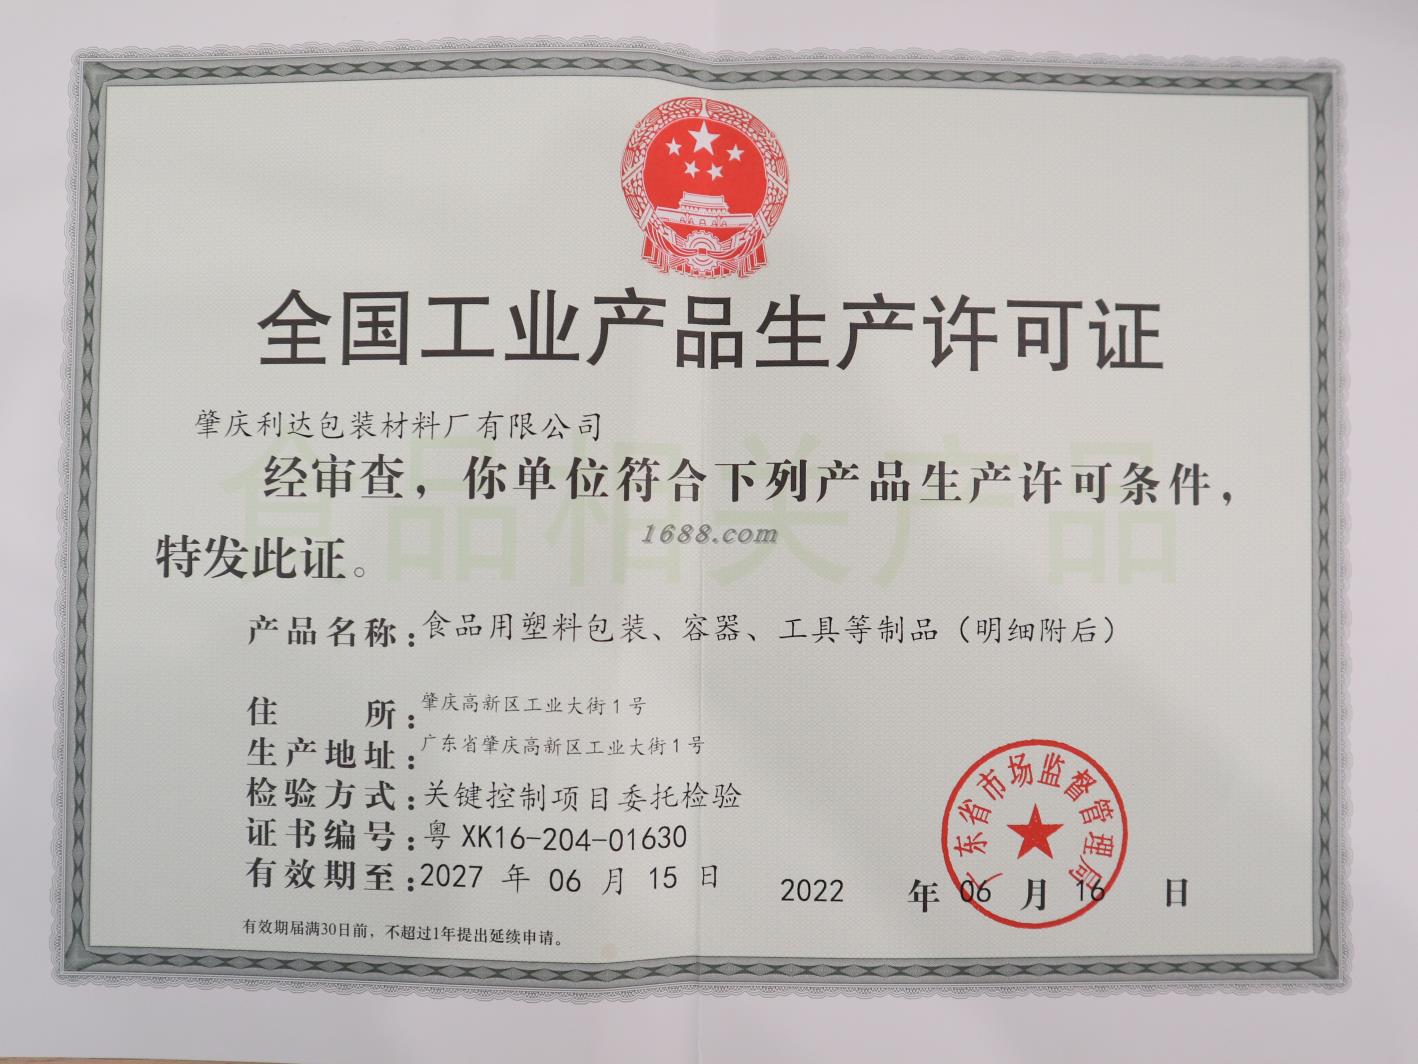 全国工业产品生产许可证
肇庆利达包装材料厂有限公司
食品相关产品
经审查，你单位符合下列产品生产许可条件，
1688.com
特发此证。
产品名称：食品用塑料包装、容器、工具等制品（明细附后）
住所：肇庆高新区工业大街1号
生产地址：广东省肇庆高新区工业大街1号
检验方式：关键控制项目委托检验
证书编号：粤 XK16-204-01630
有效期至：2027 年 06 月 15 日
广东省市场监督管理局
2022 年 06 月 16 日
有效期届满30日前，不超过1年提出延续申请。